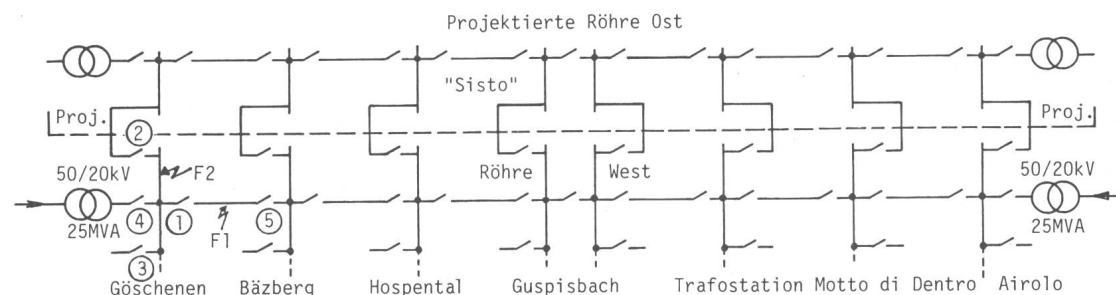 Projektierte Röhre Ost
"Sisto"
Proj.
Proj.
②
50/20kV
F2
Röhre
West
50/20kV
④
①
⑤
25MVA
F1
25MVA
③
Göschenen
Bäzberg
Hospental
Guspisbach
Trafostation
Motto di Dentro
Airolo